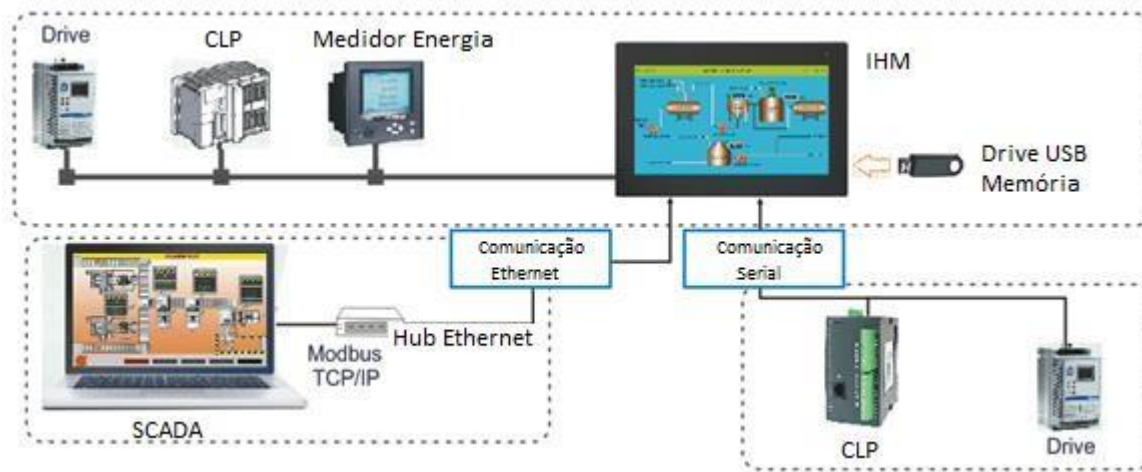 Drive
CLP
Medidor Energia
IHM
Drive USB
Memória
Comunicação
Ethernet
Comunicação
Serial
Hub Ethernet
Modbus
TCP/IP
SCADA
CLP
Drive